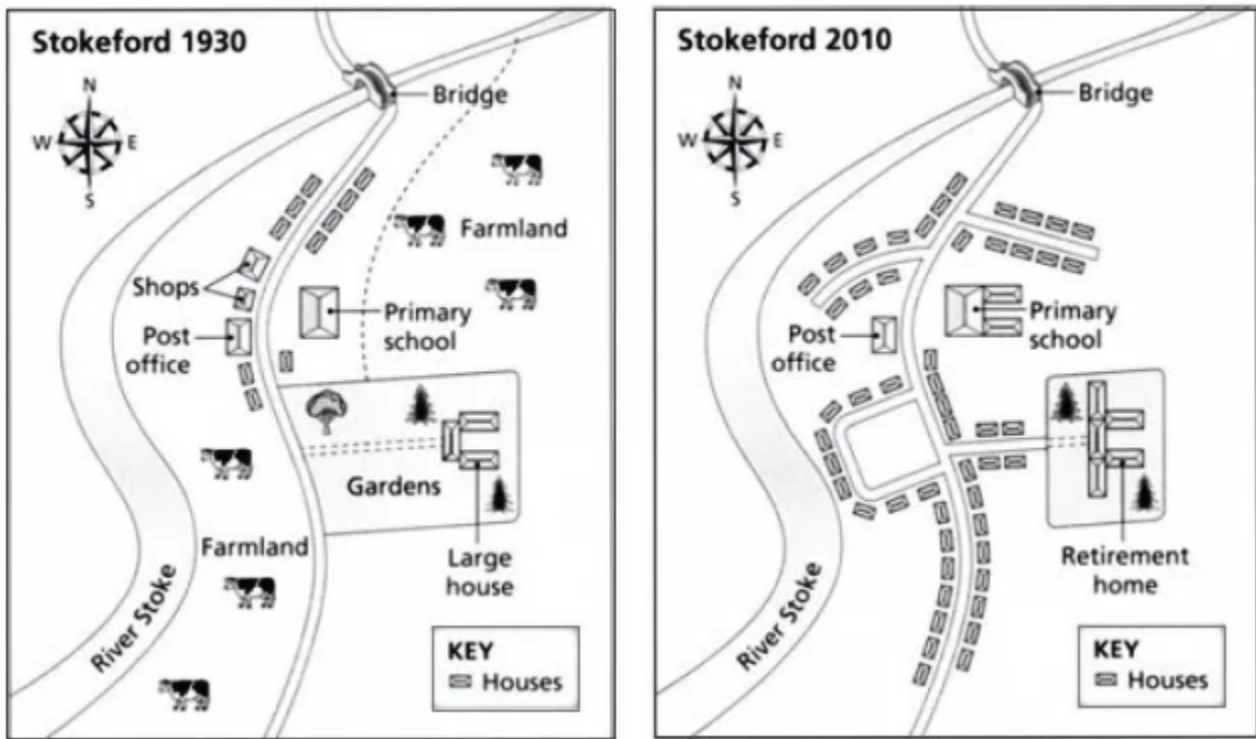 Stokeford 1930
N
W
E
S
Bridge
Farmland
Shops
Post
office
Primary
school
Gardens
Farmland
Large
house
River Stoke
KEY
Houses
Stokeford 2010
N
W
E
S
Bridge
Post
office
Primary
school
Retirement
home
River Stoke
KEY
Houses